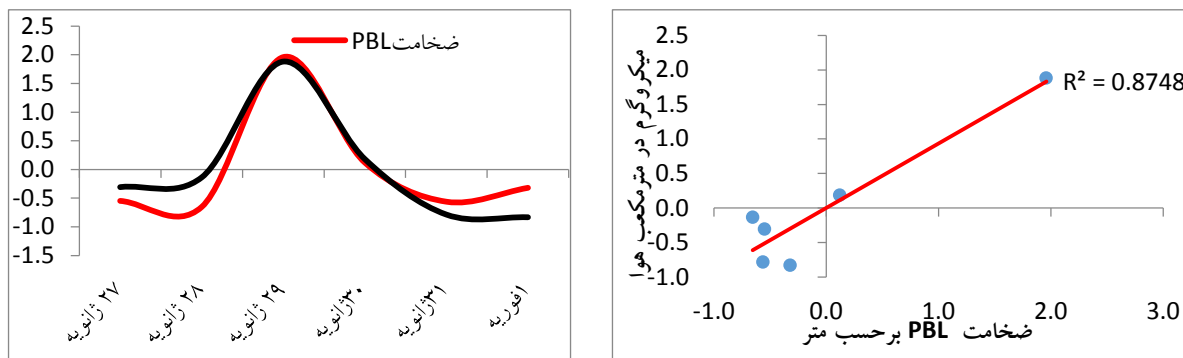 2.5
2.0
1.5
1.0
0.5
0.0
-0.5
-1.0
-1.5
ضخامتPBL
۲۷ ژانویه
۲۸ ژانویه
۲۹ ژانویه
۳۰ژانویه
۳۱ژانویه
۱فوریه
میکروگرم در مترمکعب هوا
2.5
2.0
1.5
1.0
0.5
0.0
-0.5
-1.0
R² = 0.8748
-1.0 0.0 1.0 2.0 3.0
ضخامت PBL برحسب متر